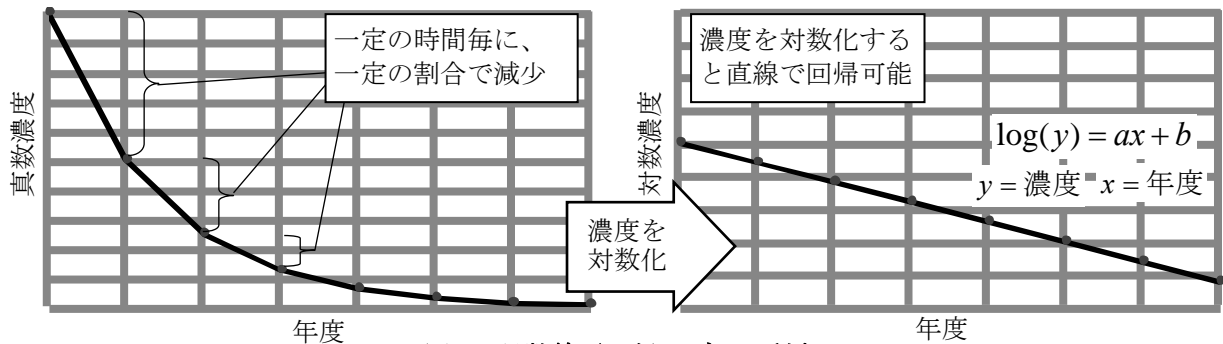 一定の時間毎に、
一定の割合で減少
真数濃度
年度
濃度を
対数化
濃度を対数化する
と直線で回帰可能
対数濃度
log(y) = ax + b
y = 濃度 x = 年度
年度